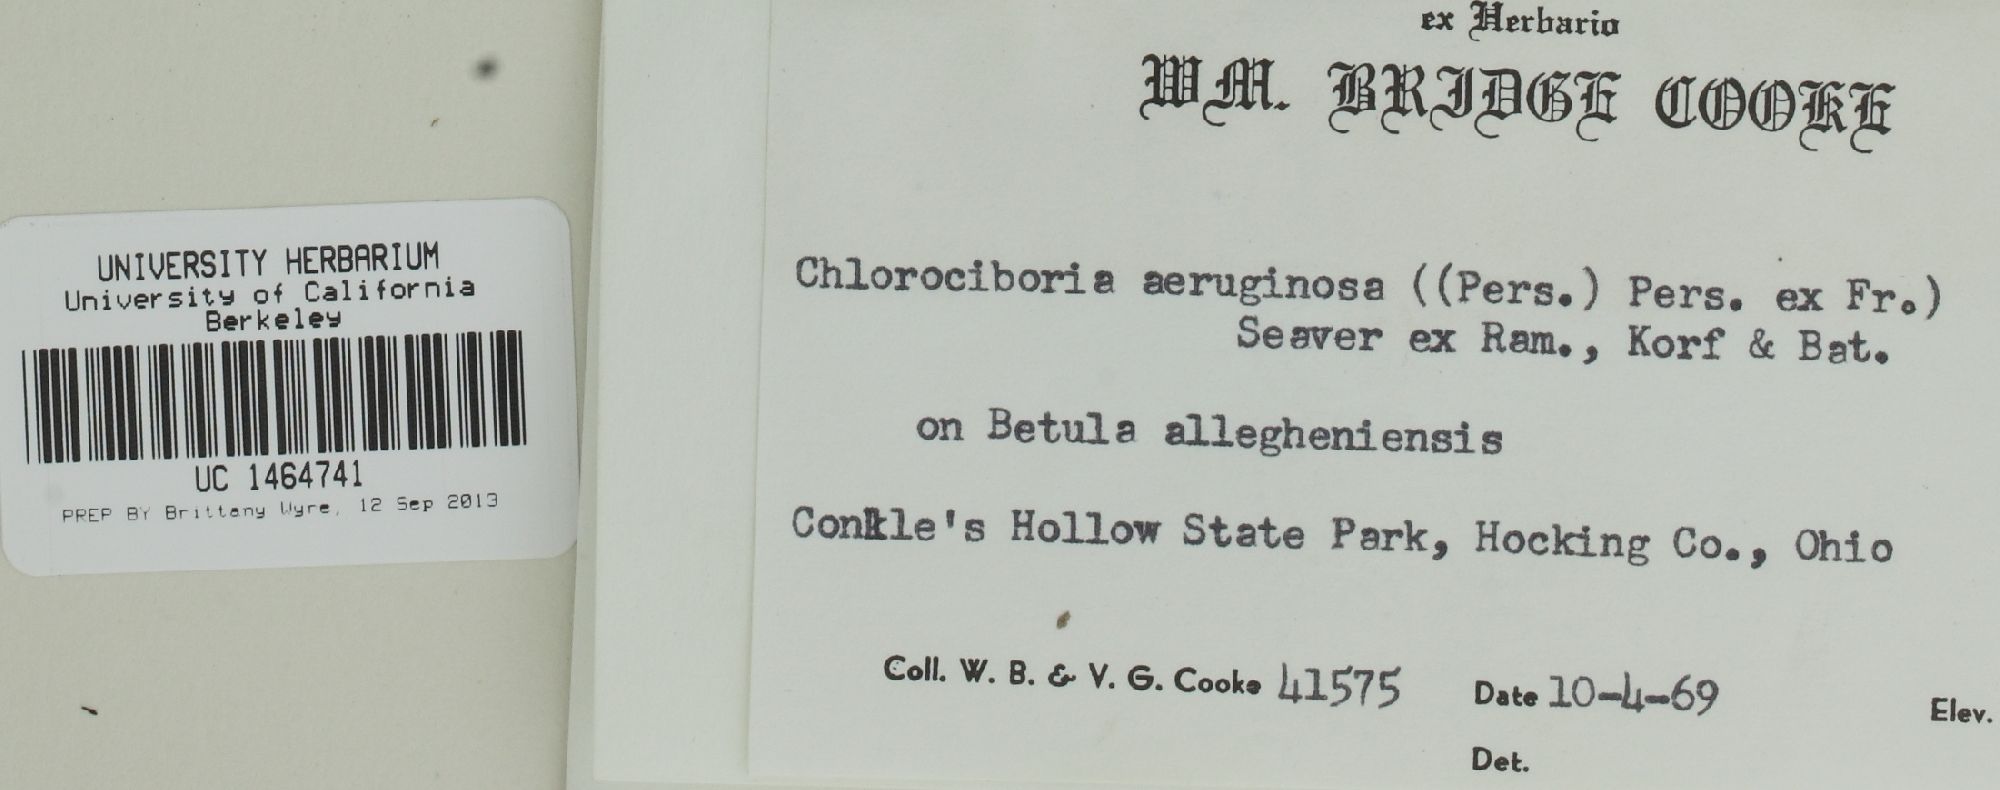 UNIVERSITY HERBARIUM
University of California
Berkeley
UC 1464741
PREP BY Brittany Wyre, 12 Sep 2013
ex Herbario
WM. BRIDGE COOKE
Chlorociboria aeruginosa ((Pers.) Pers. ex Fr.)
Seaver ex Ram., Korf & Bat.
on Betula allegheniensis
Conkle's Hollow State Park, Hocking Co., Ohio
Coll. W. B. & V. G. Cooke 41575 Date 10-4-69 Elev.
Det.